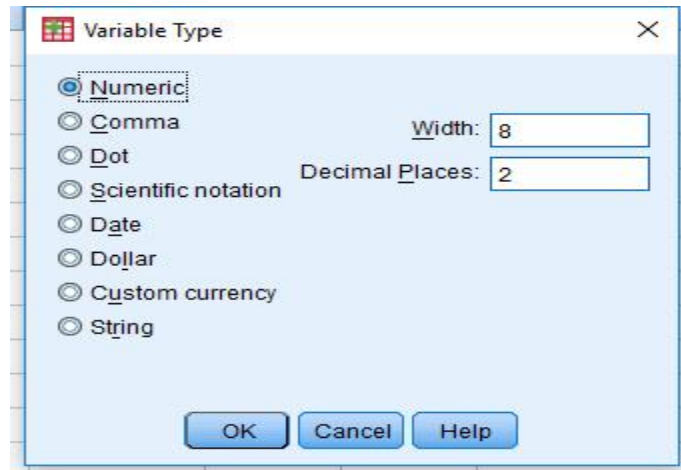 Variable Type
Numeric
Comma
Width: 8
Dot
Decimal Places: 2
Scientific notation
Date
Dollar
Custom currency
String
OK Cancel Help